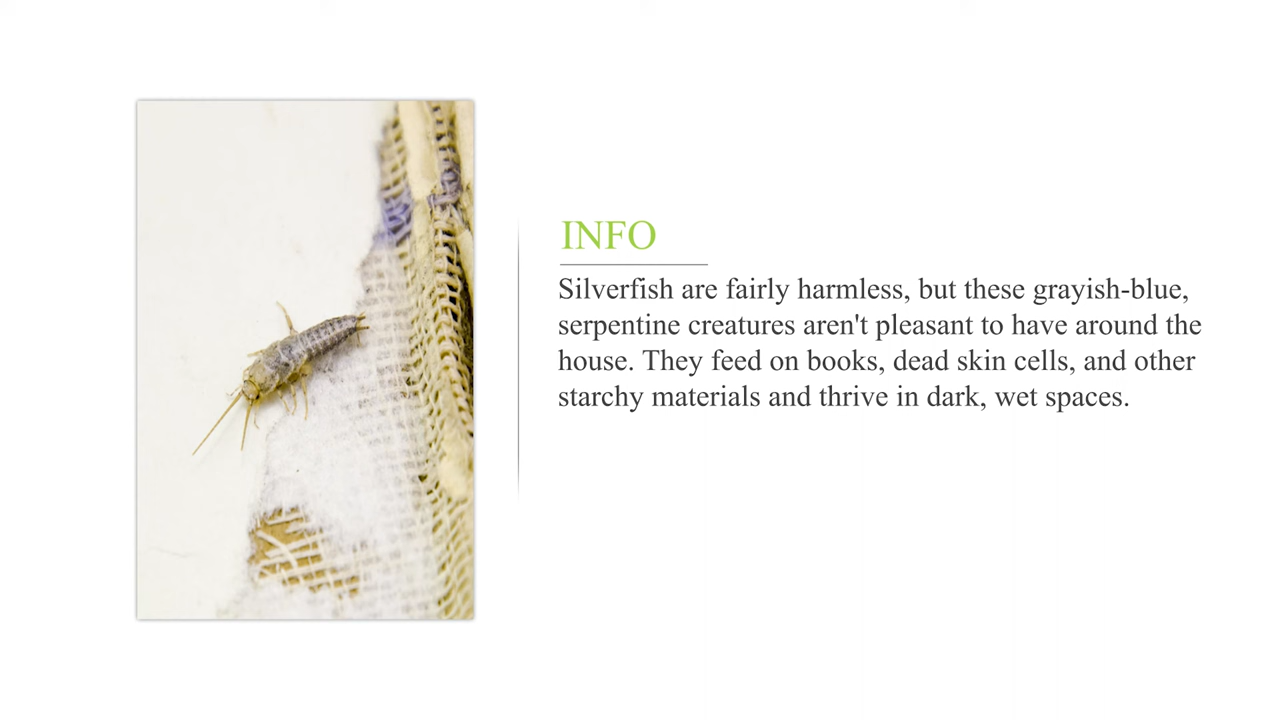 INFO
Silverfish are fairly harmless, but these grayish-blue,
serpentine creatures aren't pleasant to have around the
house. They feed on books, dead skin cells, and other
starchy materials and thrive in dark, wet spaces.